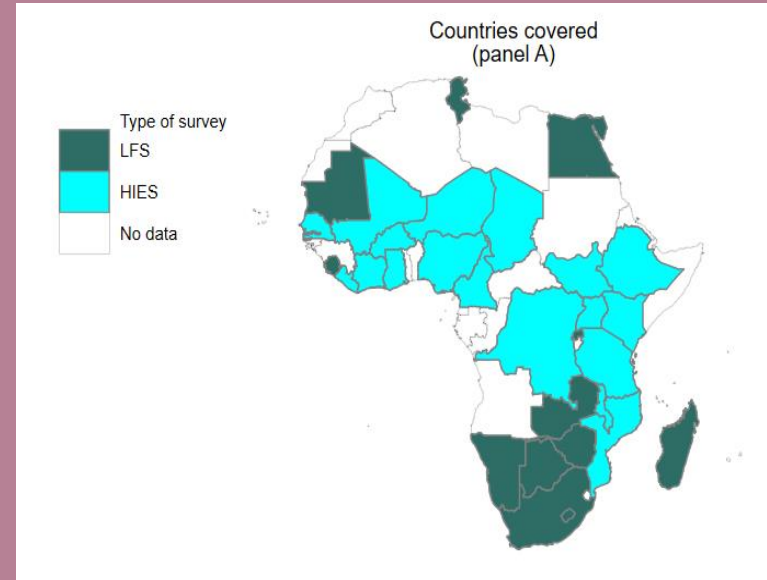 Countries covered
(panel A)
Type of survey
LFS
HIES
No data